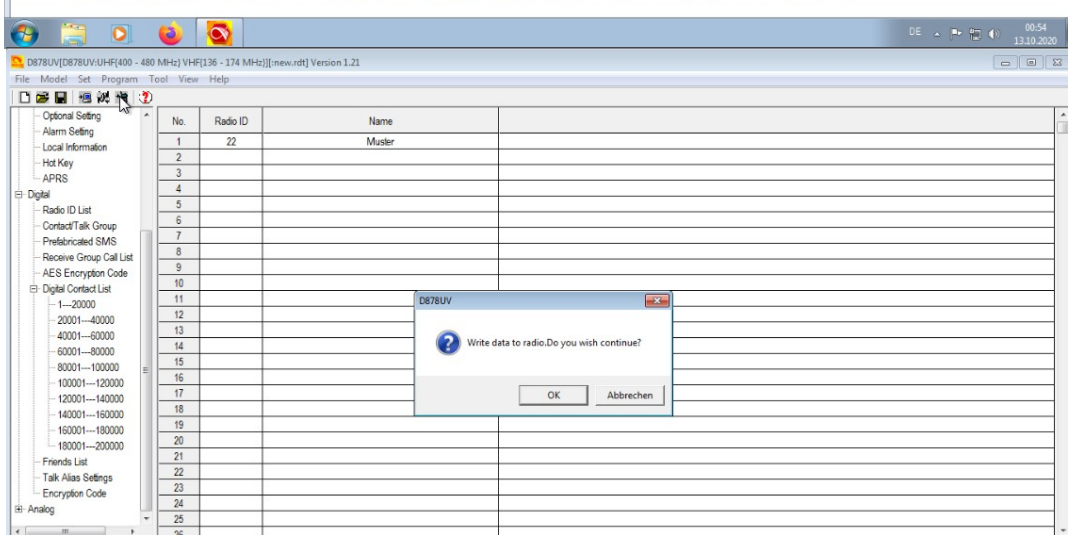 DE
00:54
13.10.2020
D878UV[D878UV:UHF{400 - 480 MHz} VHF{136 - 174 MHz}][:new.rdt] Version 1.21
File Model Set Program Tool View Help
Optional Setting
Alarm Setting
Local Information
Hot Key
APRS
Digital
Radio ID List
Contact/Talk Group
Prefabricated SMS
Receive Group Call List
AES Encryption Code
Digital Contact List
1---20000
20001---40000
40001---60000
60001---80000
80001---100000
100001---120000
120001---140000
140001---160000
160001---180000
180001---200000
Friends List
Talk Alias Settings
Encryption Code
Analog
No. Radio ID Name
1 22 Muster
2
3
4
5
6
7
8
9
10
11
12
13
14
15
16
17
18
19
20
21
22
23
24
25
26
D878UV
Write data to radio.Do you wish continue?
OK Abbrechen